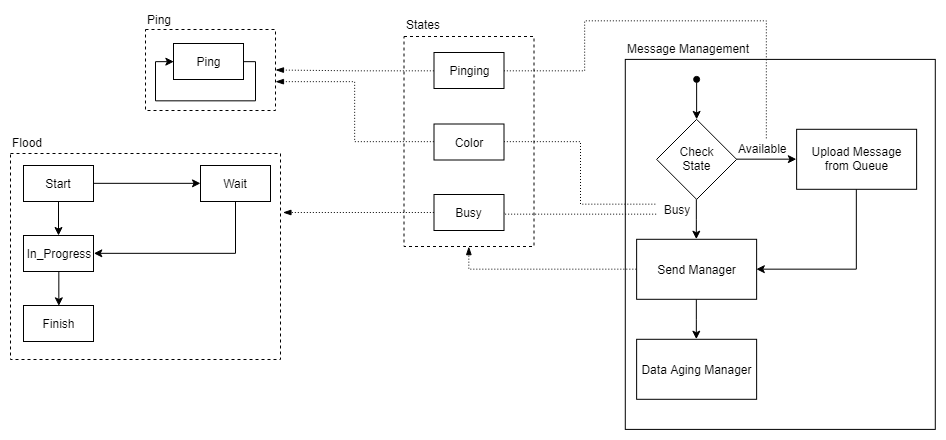 Ping
Ping
States
Pinging
Color
Busy
Flood
Start
Wait
In_Progress
Finish
Message Management
Check
State
Available
Busy
Upload Message
from Queue
Send Manager
Data Aging Manager